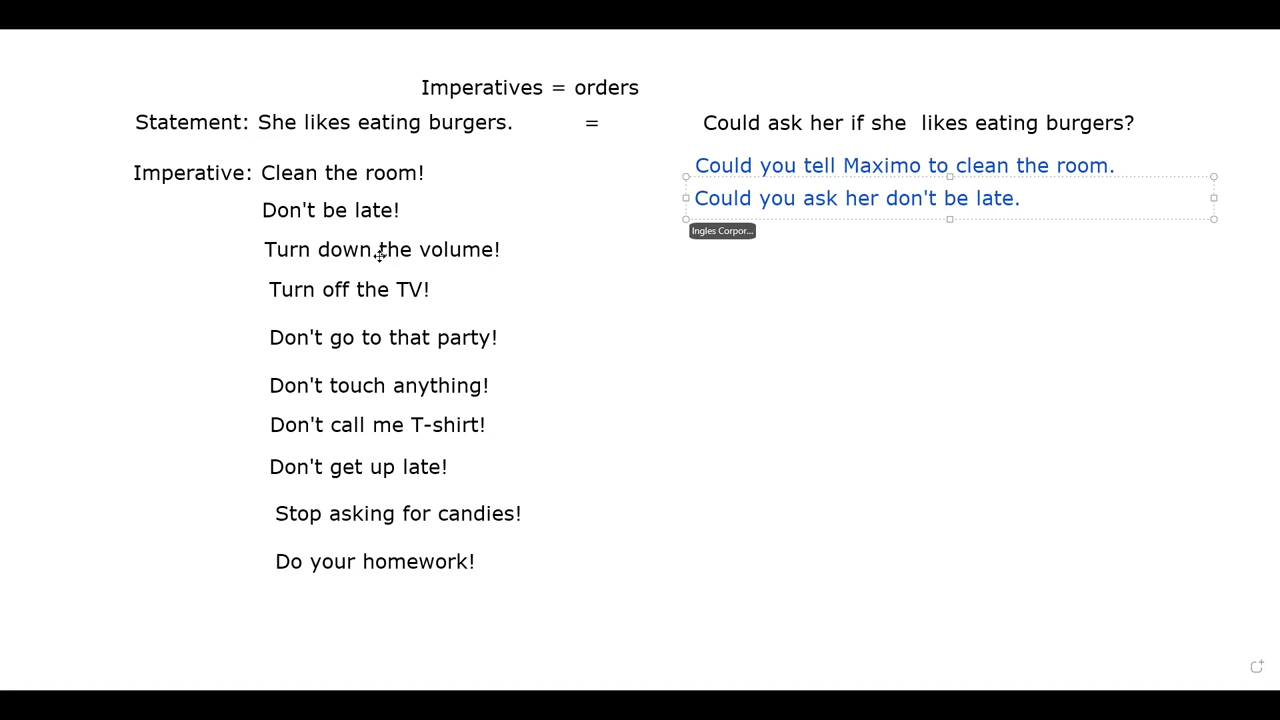 Imperatives = orders
Statement: She likes eating burgers. = Could ask her if she likes eating burgers?
Imperative: Clean the room! Could you tell Maximo to clean the room.
Don't be late! Could you ask her don't be late.
Ingles Corpor...
Turn down the volume!
Turn off the TV!
Don't go to that party!
Don't touch anything!
Don't call me T-shirt!
Don't get up late!
Stop asking for candies!
Do your homework!